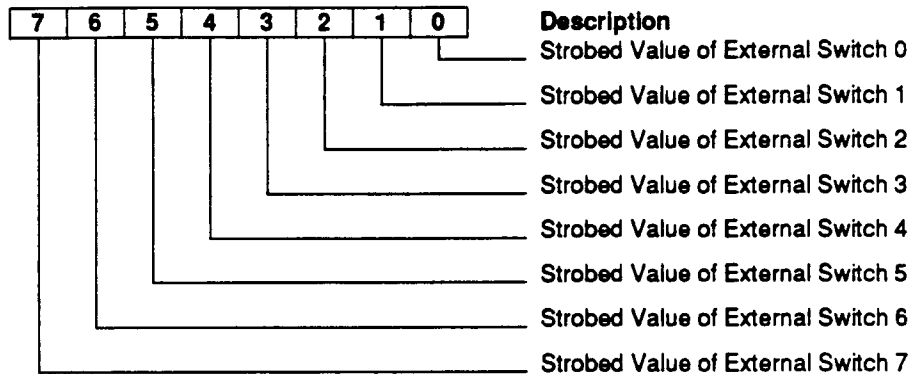 7 6 5 4 3 2 1 0 Description
Strobed Value of External Switch 0
Strobed Value of External Switch 1
Strobed Value of External Switch 2
Strobed Value of External Switch 3
Strobed Value of External Switch 4
Strobed Value of External Switch 5
Strobed Value of External Switch 6
Strobed Value of External Switch 7